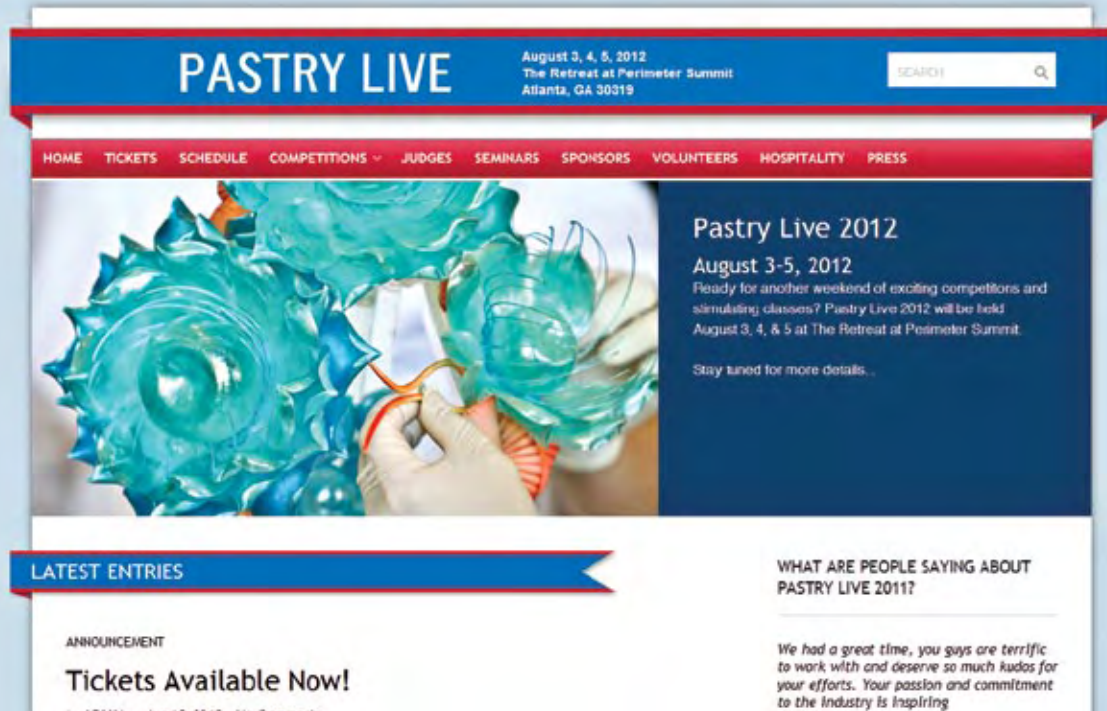 PASTRY LIVE
August 3, 4, 5, 2012
The Retreat at Perimeter Summit
Atlanta, GA 30319
SEARCH
HOME TICKETS SCHEDULE COMPETITIONS JUDGES SEMINARS SPONSORS VOLUNTEERS HOSPITALITY PRESS
Pastry Live 2012
August 3-5, 2012
Ready for another weekend of exciting competitons and
stimulating classes? Pastry Live 2012 will be held
August 3, 4, & 5 at The Retreat at Perimeter Summit.
Stay tuned for more details...
LATEST ENTRIES
ANNOUNCEMENT
Tickets Available Now!
WHAT ARE PEOPLE SAYING ABOUT
PASTRY LIVE 2011?
We had a great time, you guys are terrific
to work with and deserve so much kudos for
your efforts. Your passion and commitment
to the industry is inspiring